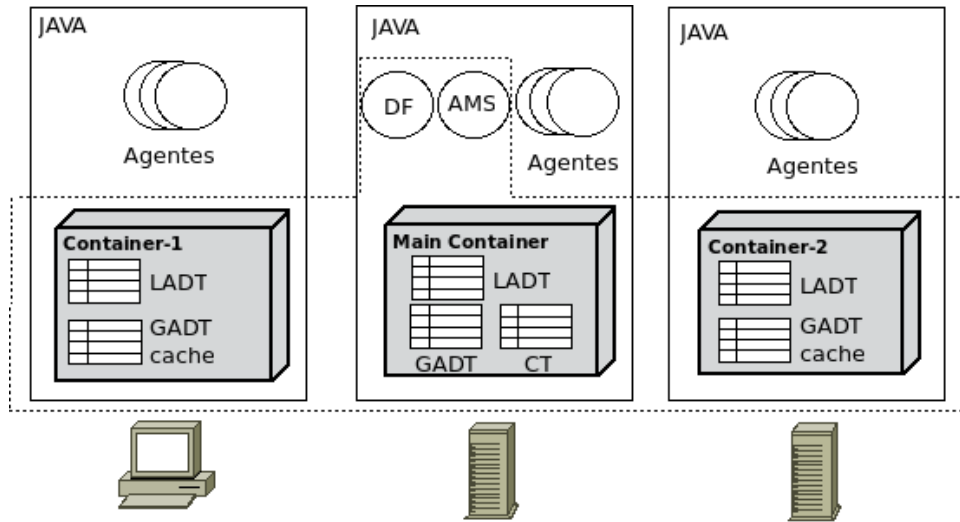 JAVA
Agentes
Container-1
LADT
GADT
cache
JAVA
DF
AMS
Agentes
Main Container
LADT
GADT
CT
JAVA
Agentes
Container-2
LADT
GADT
cache